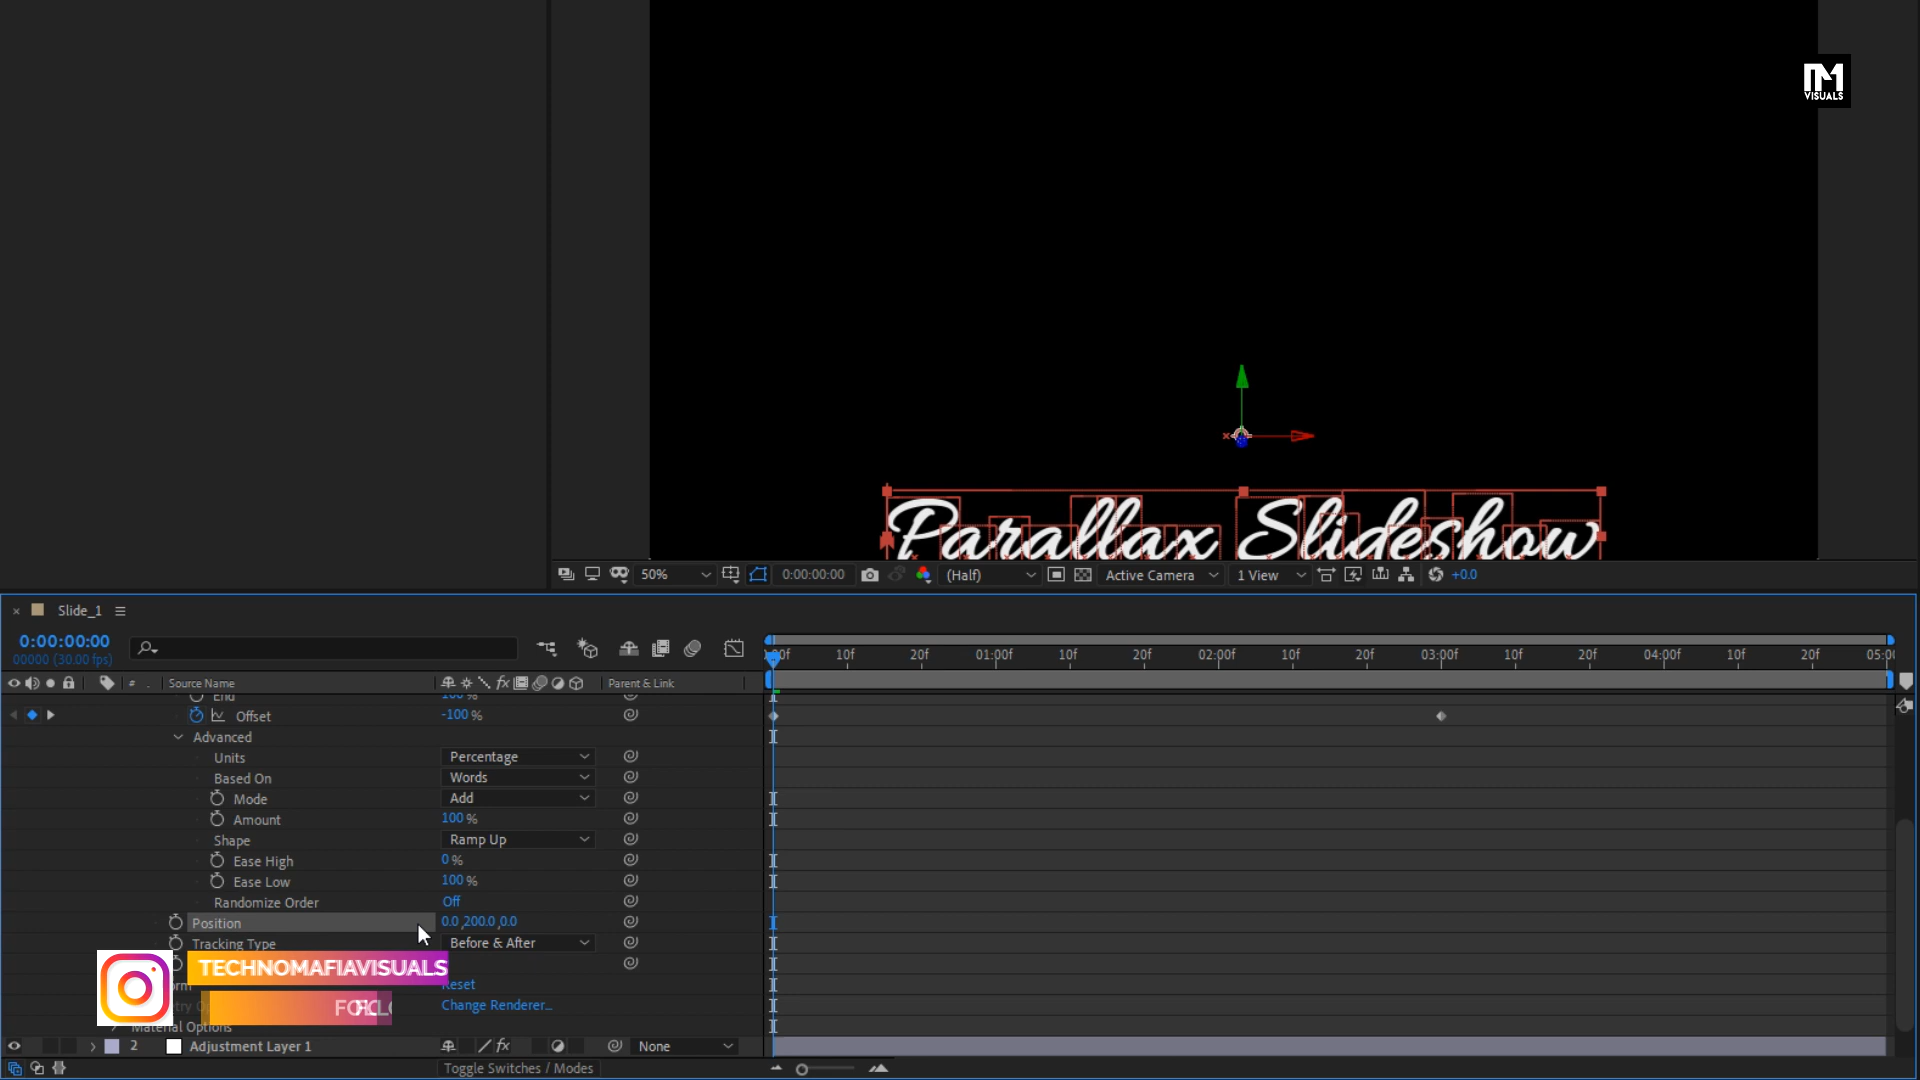 TM
VISUALS
Parallax Slideshow
50% 0:00:00:00 (Half) Active Camera 1 View +0.0
× Slide_1
0:00:00:00
00000 (30.00 fps)
10f 20f 01:00f 10f 20f 02:00f 10f 20f 03:00f 10f 20f 04:00f 10f 20f
# . Source Name fx Parent & Link
End 100 %
Offset -100 %
Advanced
Units Percentage
Based On Words
Mode Add
Amount 100 %
Shape Ramp Up
Ease High 0 %
Ease Low 100 %
Randomize Order Off
Position 0.0 ,200.0 ,0.0
Tracking Type Before & After
TECHNOMAFIAVISUALS
Reset
Change Renderer...
Material Options
2 Adjustment Layer 1 fx None
Toggle Switches / Modes